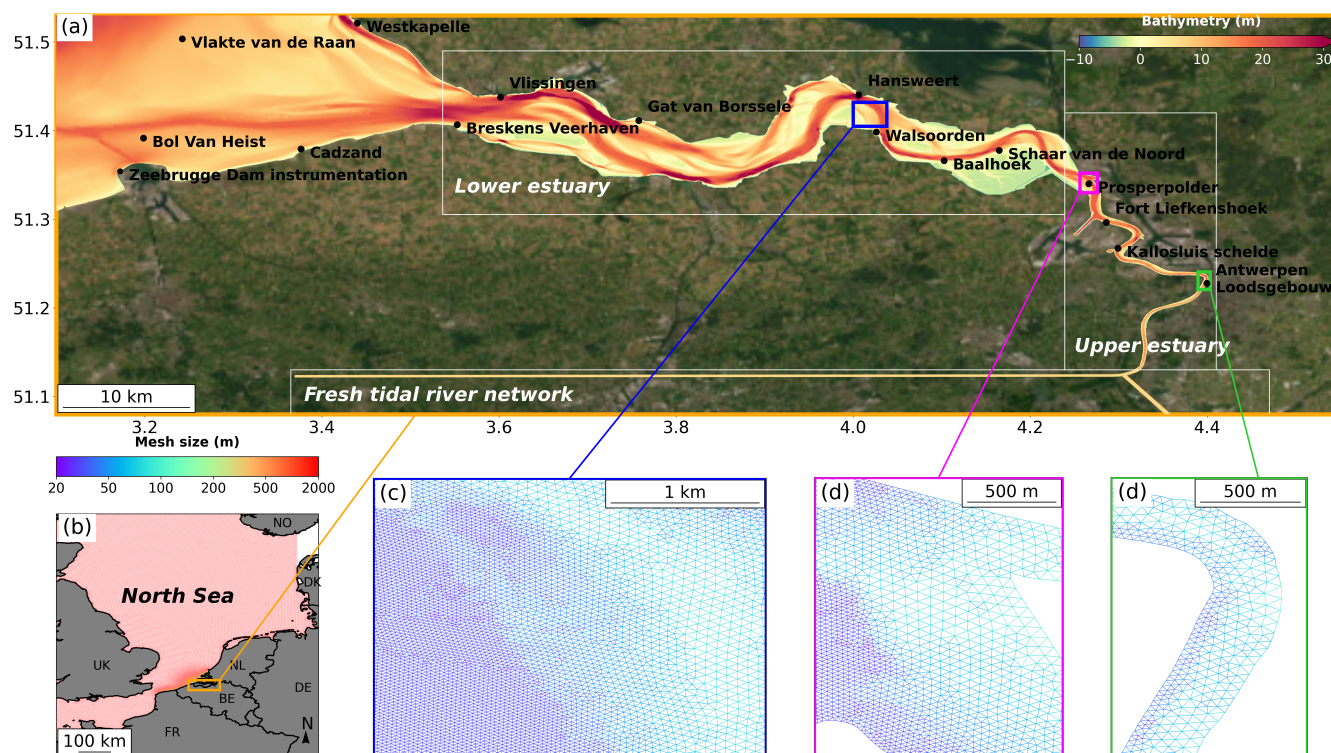 (a)
Westkapelle
Bathymetry (m)
−10 0 10 20 30
51.5
51.4
51.3
51.2
51.1
Vlakte van de Raan
Vlissingen
Hansweert
Gat van Borssele
Bol Van Heist
Breskens Veerhaven
Walsoorden
Cadzand
Schaar van de Noord
Baalhoek
Zeebrugge Dam instrumentation
Lower estuary
Prosperpolder
Fort Liefkenshoek
Kallosluis schelde
Antwerpen
Loodsgebouw
Upper estuary
Fresh tidal river network
10 km
3.2 3.4 3.6 3.8 4.0 4.2 4.4
Mesh size (m)
20 50 100 200 500 2000
(b)
NO
DK
North Sea
UK
NL
DE
BE
FR
N
100 km
(c)
1 km
(d)
500 m
(d)
500 m